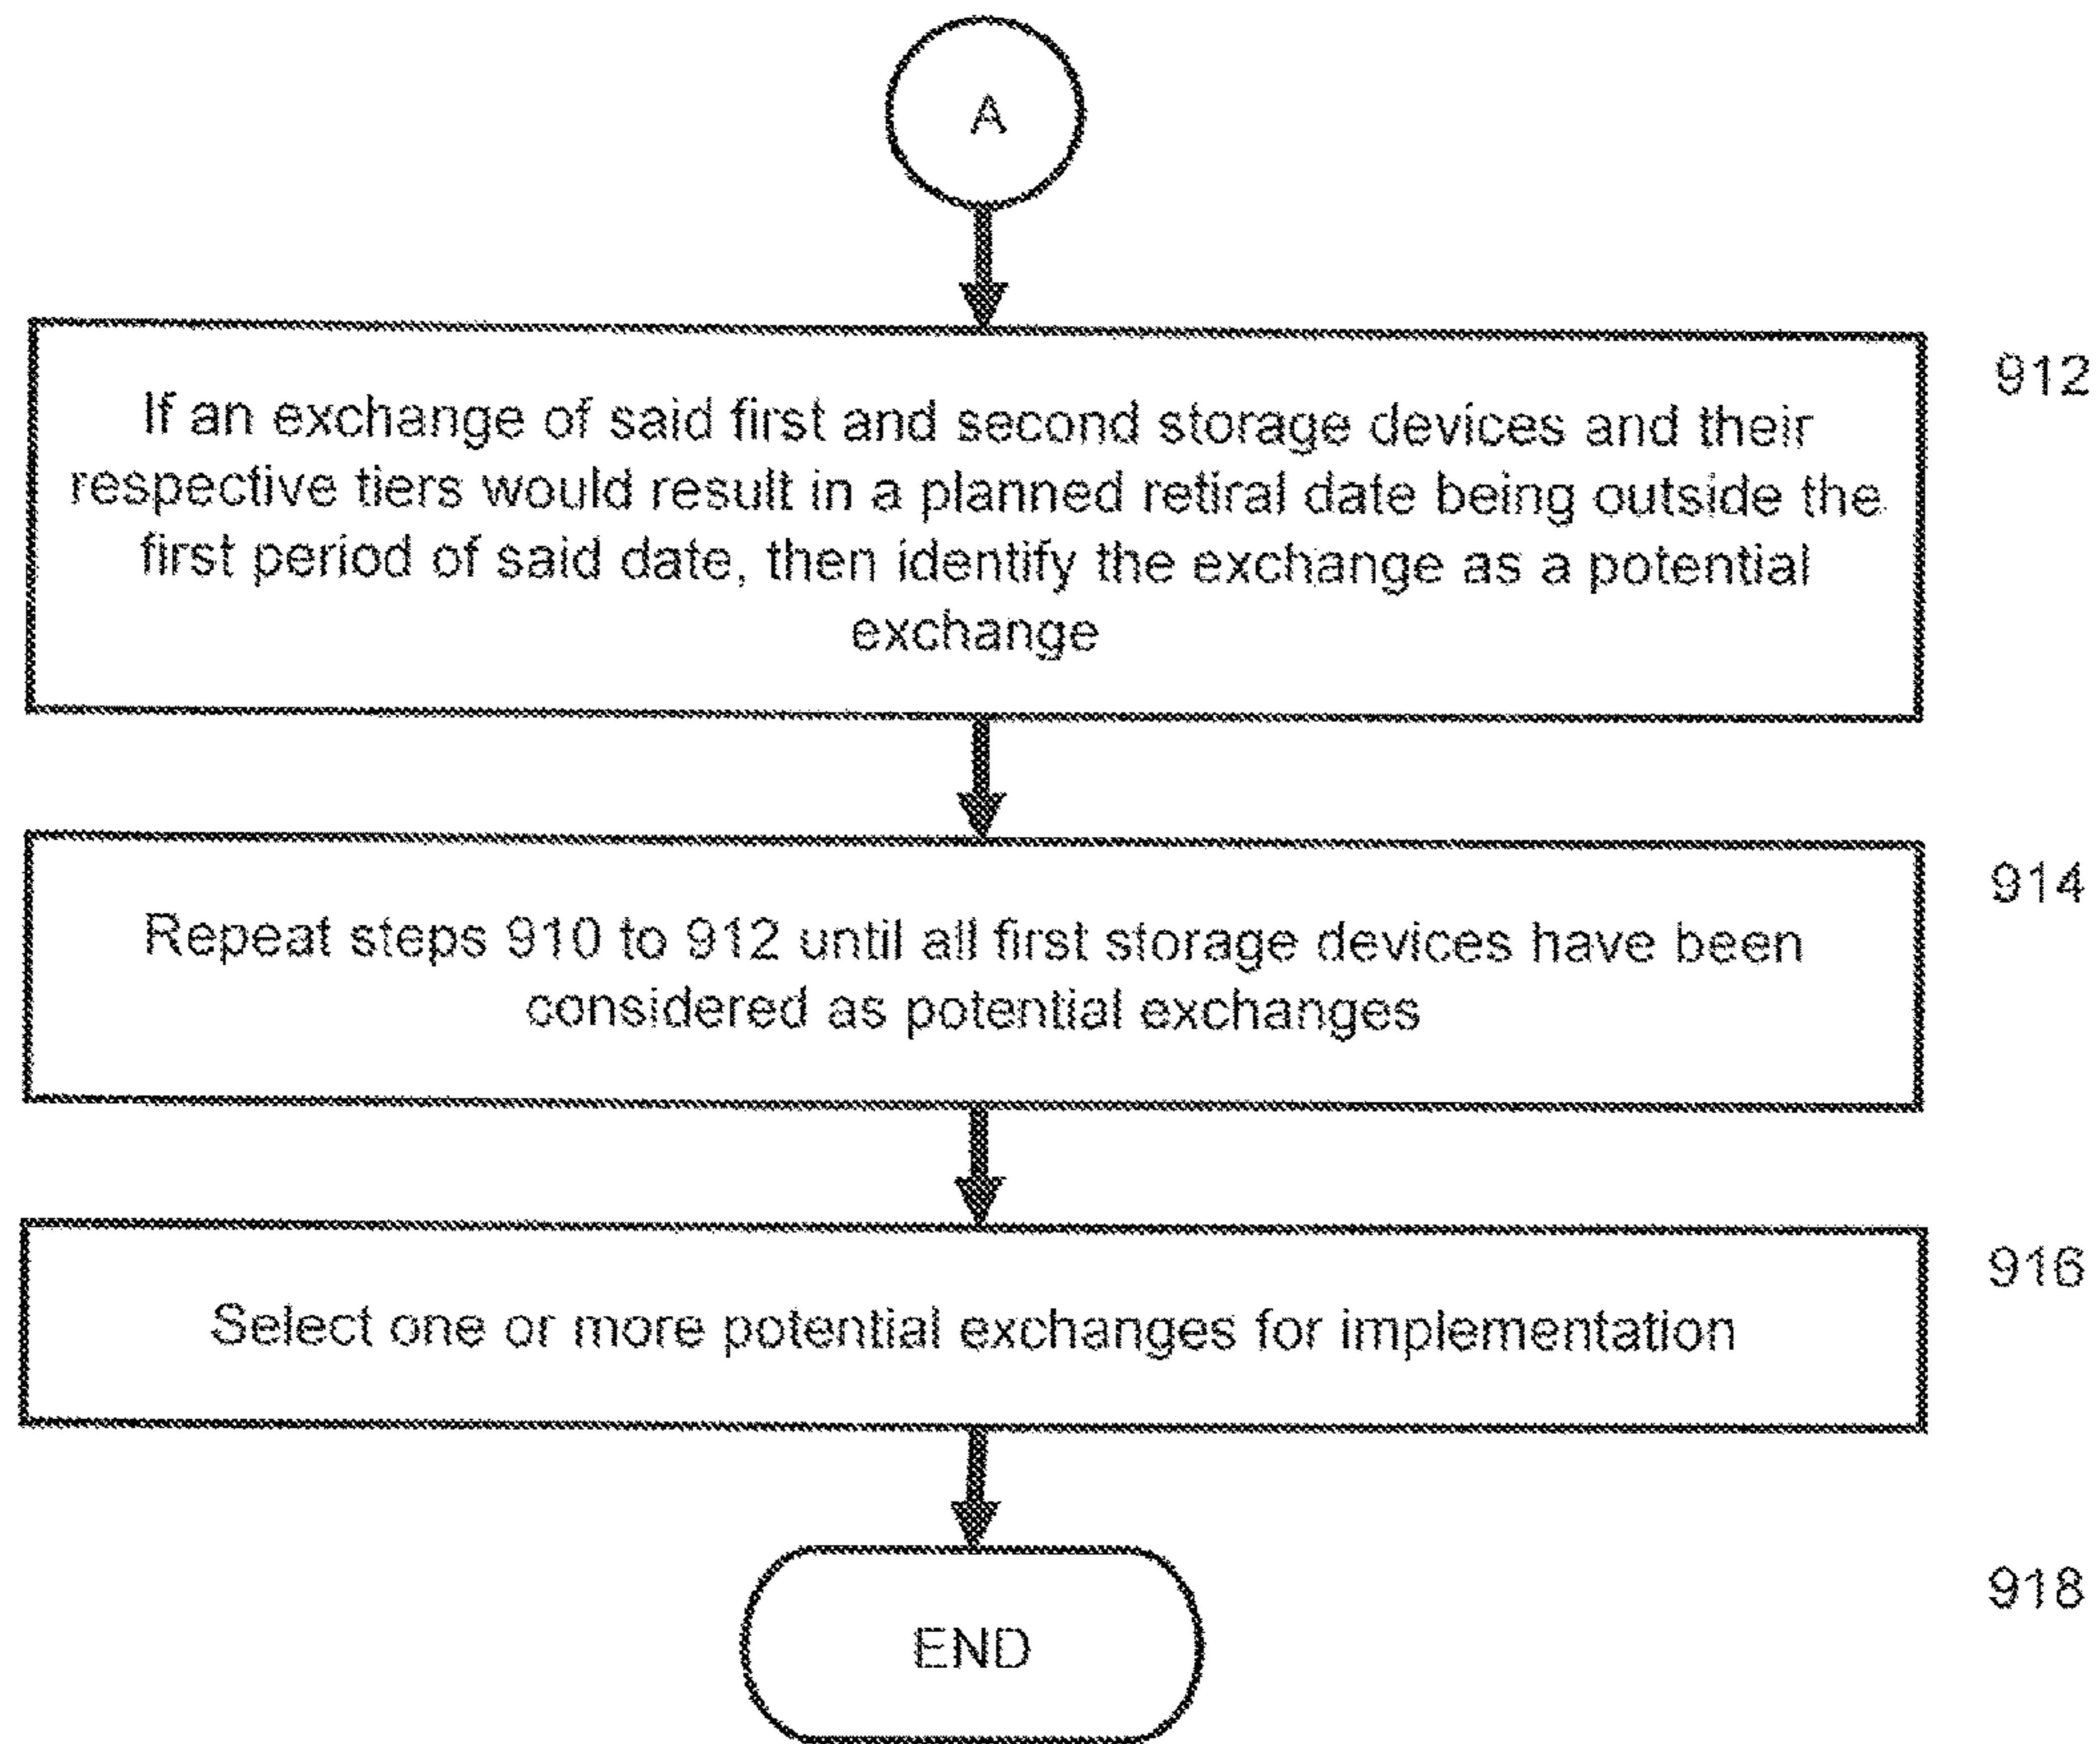 A
If an exchange of said first and second storage devices and their
respective tiers would result in a planned retiral date being outside the
first period of said date, then identify the exchange as a potential
exchange
912
Repeat steps 910 to 912 until all first storage devices have been
considered as potential exchanges
914
Select one or more potential exchanges for implementation
916
END
918